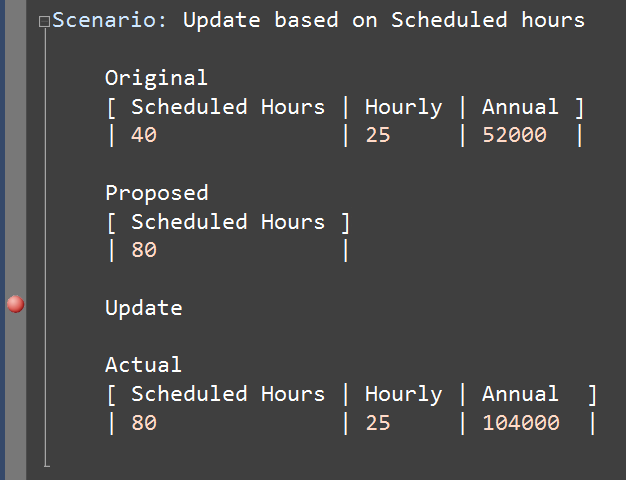 Scenario: Update based on Scheduled hours
Original
[ Scheduled Hours | Hourly | Annual ]
| 40 | 25 | 52000 |
Proposed
[ Scheduled Hours ]
| 80 |
Update
Actual
[ Scheduled Hours | Hourly | Annual ]
| 80 | 25 | 104000 |